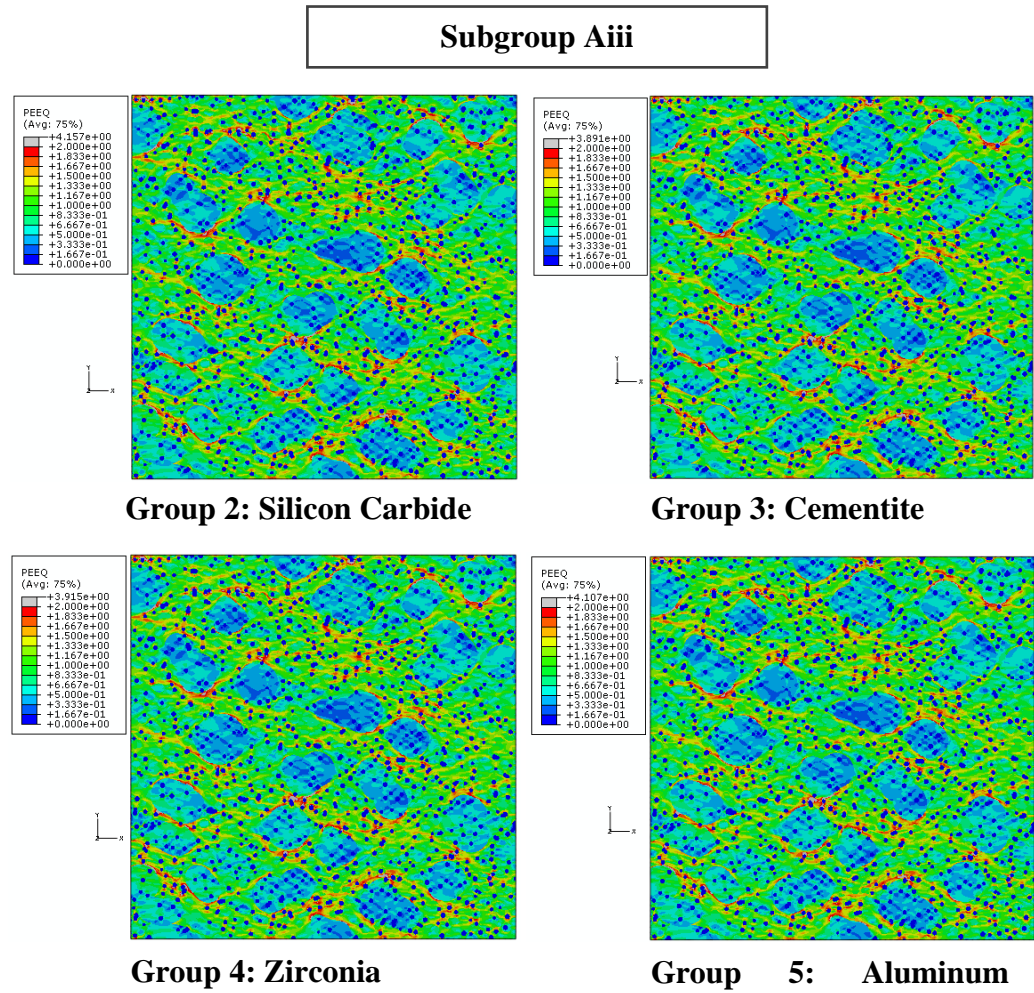 Subgroup Aiii
PEEQ
(Avg: 75%)
+4.157e+00
+2.000e+00
+1.833e+00
+1.667e+00
+1.500e+00
+1.333e+00
+1.167e+00
+1.000e+00
+8.333e-01
+6.667e-01
+5.000e-01
+3.333e-01
+1.667e-01
+0.000e+00
Y
Z X
Group 2: Silicon Carbide
PEEQ
(Avg: 75%)
+3.891e+00
+2.000e+00
+1.833e+00
+1.667e+00
+1.500e+00
+1.333e+00
+1.167e+00
+1.000e+00
+8.333e-01
+6.667e-01
+5.000e-01
+3.333e-01
+1.667e-01
+0.000e+00
Y
Z X
Group 3: Cementite
PEEQ
(Avg: 75%)
+3.915e+00
+2.000e+00
+1.833e+00
+1.667e+00
+1.500e+00
+1.333e+00
+1.167e+00
+1.000e+00
+8.333e-01
+6.667e-01
+5.000e-01
+3.333e-01
+1.667e-01
+0.000e+00
Y
Z X
Group 4: Zirconia
PEEQ
(Avg: 75%)
+4.107e+00
+2.000e+00
+1.833e+00
+1.667e+00
+1.500e+00
+1.333e+00
+1.167e+00
+1.000e+00
+8.333e-01
+6.667e-01
+5.000e-01
+3.333e-01
+1.667e-01
+0.000e+00
Y
Z X
Group 5: Aluminum